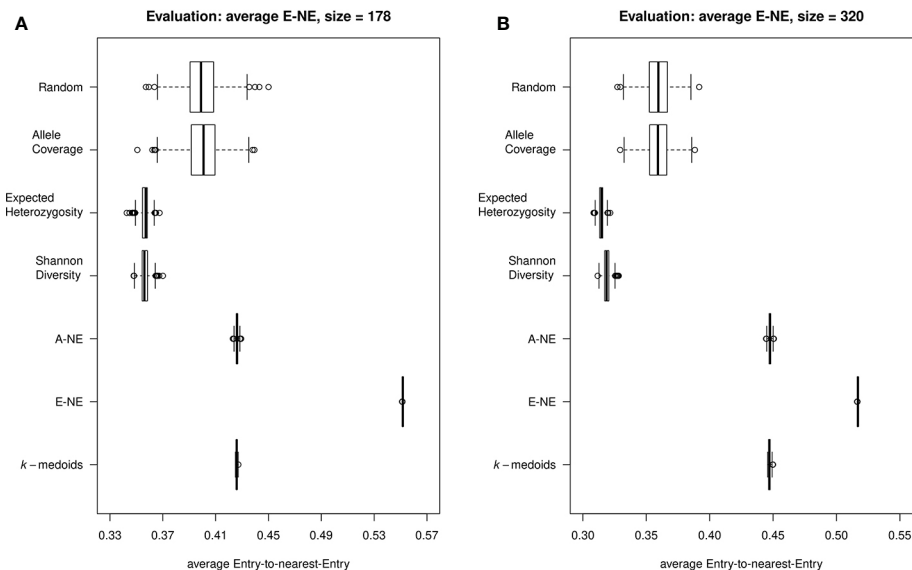 A
Evaluation: average E-NE, size = 178
Random
Allele
Coverage
Expected
Heterozygosity
Shannon
Diversity
A-NE
E-NE
k – medoids
0.33 0.37 0.41 0.45 0.49 0.53 0.57
average Entry-to-nearest-Entry
B
Evaluation: average E-NE, size = 320
Random
Allele
Coverage
Expected
Heterozygosity
Shannon
Diversity
A-NE
E-NE
k – medoids
0.30 0.35 0.40 0.45 0.50 0.55
average Entry-to-nearest-Entry